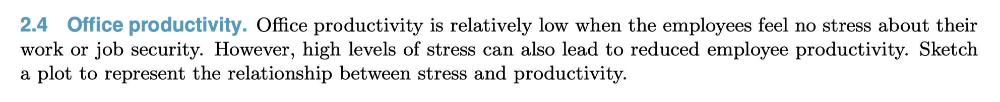 2.4 Office productivity. Office productivity is relatively low when the employees feel no stress about their
work or job security. However, high levels of stress can also lead to reduced employee productivity. Sketch
a plot to represent the relationship between stress and productivity.